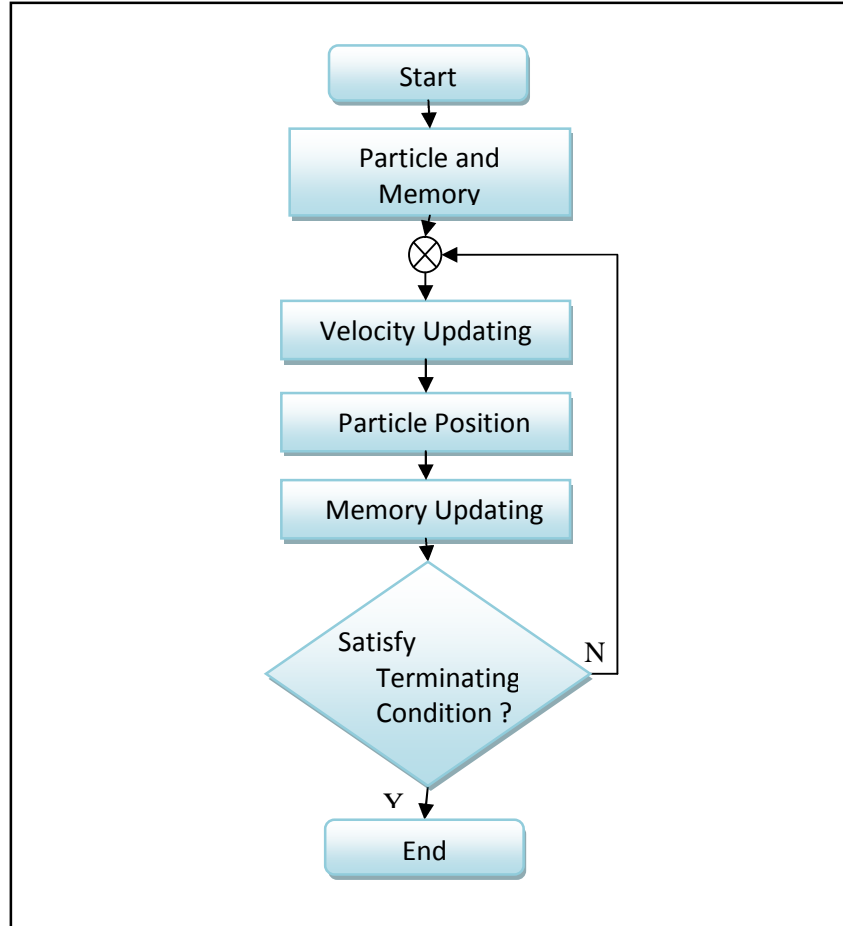 Start
Particle and
Memory
Velocity Updating
Particle Position
Memory Updating
Satisfy
Terminating
Condition ?
N
Y
End